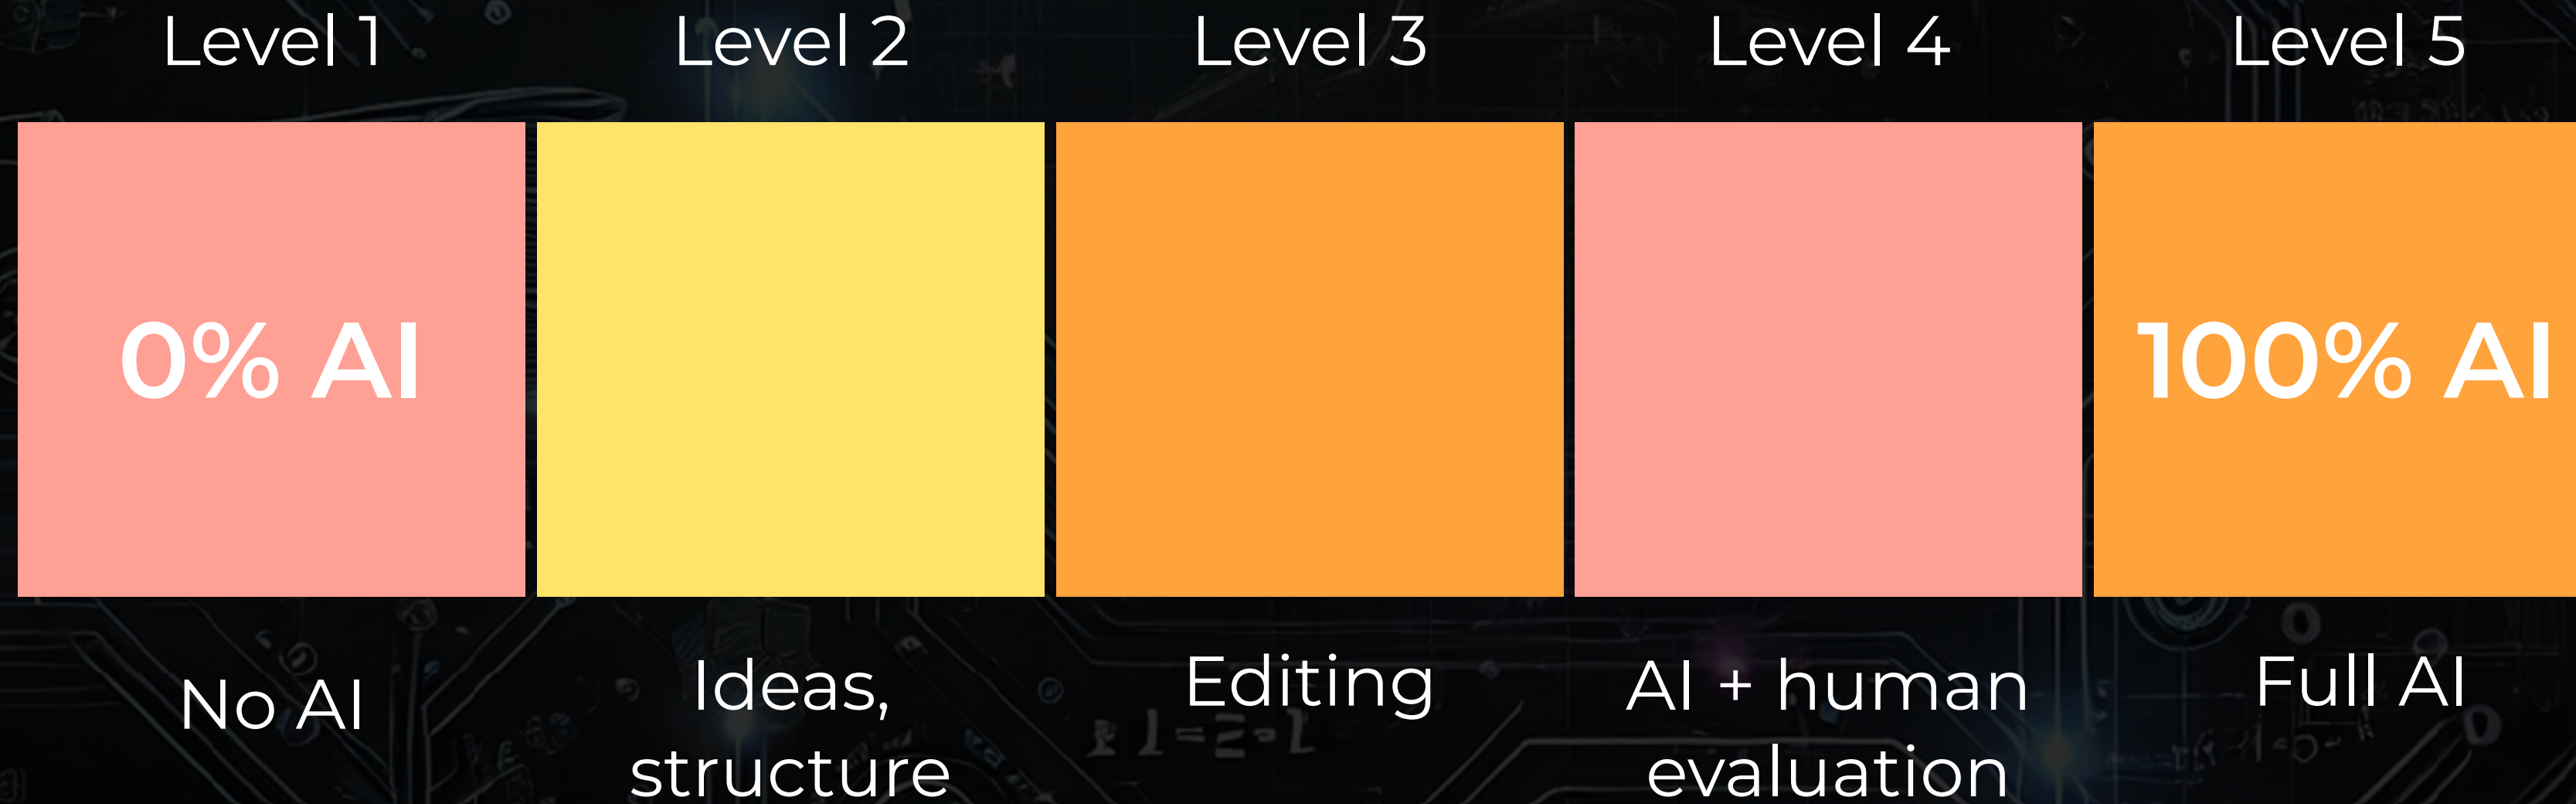 Level 1
Level 2
Level 3
Level 4
Level 5
0% AI
100% AI
No AI
Ideas,
structure
Editing
AI + human
evaluation
Full AI